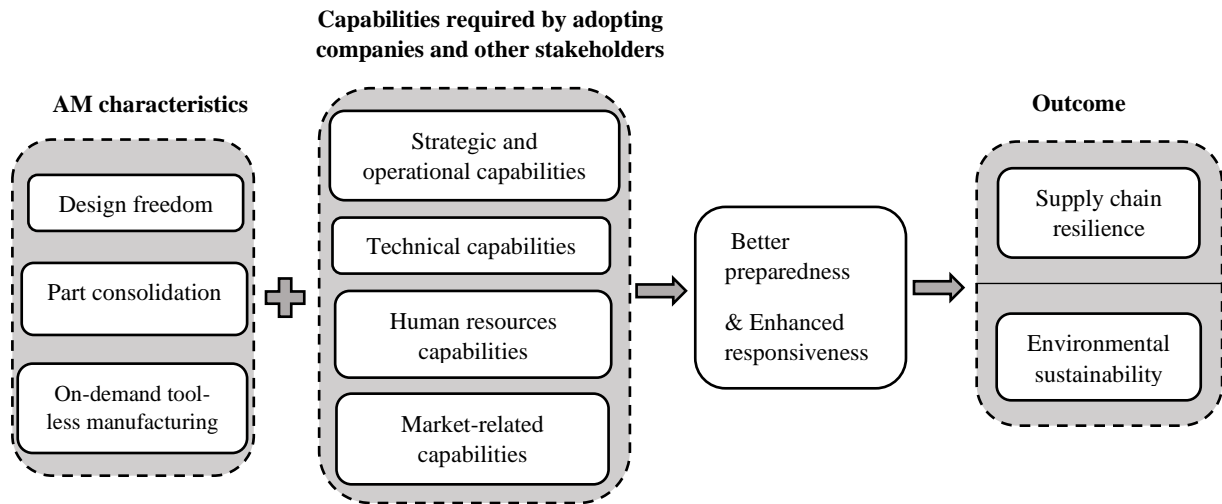 Capabilities required by adopting
companies and other stakeholders
AM characteristics
Outcome
Design freedom
Part consolidation
On-demand tool-
less manufacturing
Strategic and
operational capabilities
Technical capabilities
Human resources
capabilities
Market-related
capabilities
Better
preparedness
& Enhanced
responsiveness
Supply chain
resilience
Environmental
sustainability